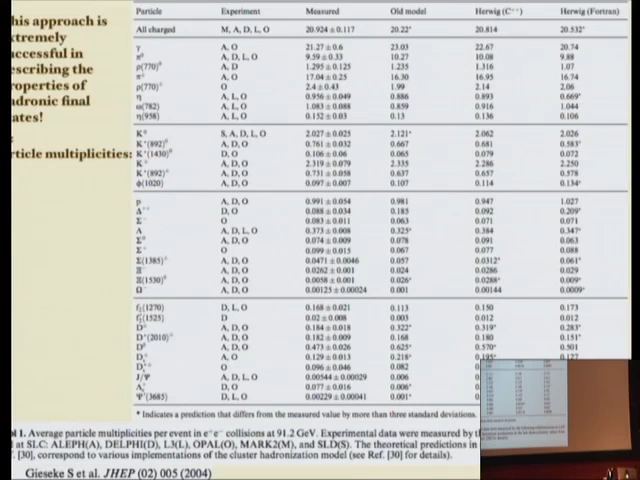 his approach is
xtremely
uccessful in
escribing the
roperties of
adronic final
ates!
rticle multiplicities:
Particle Experiment Measured Old model Herwig (C++) Herwig (Fortran)
All charged M, A, D, L, O 20.924 ± 0.117 20.22* 20.814 20.532*
γ A, O 21.27 ± 0.6 23.03 22.67 20.74
π⁰ A, D, L, O 9.59 ± 0.33 10.27 10.08 9.88
ρ(770)⁰ A, D 1.295 ± 0.125 1.235 1.316 1.07
π± A, O 17.04 ± 0.25 16.30 16.95 16.74
ρ(770)± O 2.4 ± 0.43 1.99 2.14 2.06
η A, L, O 0.956 ± 0.049 0.886 0.893 0.669*
ω(782) A, L, O 1.083 ± 0.088 0.859 0.916 1.044
η(958) A, L, O 0.152 ± 0.03 0.13 0.136 0.106
K⁰ S, A, D, L, O 2.027 ± 0.025 2.121* 2.062 2.026
K*(892)⁰ A, D, O 0.761 ± 0.032 0.667 0.681 0.583*
K*(1430)⁰ D, O 0.106 ± 0.06 0.065 0.079 0.072
K± A, D, O 2.319 ± 0.079 2.335 2.286 2.250
K*(892)± A, D, O 0.731 ± 0.058 0.637 0.657 0.578
φ(1020) A, D, O 0.097 ± 0.007 0.107 0.114 0.134*
p A, D, O 0.991 ± 0.054 0.981 0.947 1.027
Δ++ D, O 0.088 ± 0.034 0.185 0.092 0.209*
Σ⁻ O 0.083 ± 0.011 0.063 0.071 0.071
Λ A, D, L, O 0.373 ± 0.008 0.325* 0.384 0.347*
Σ⁰ A, D, O 0.074 ± 0.009 0.078 0.091 0.063
Σ⁺ O 0.099 ± 0.015 0.067 0.077 0.088
Σ(1385)± A, D, O 0.0471 ± 0.0046 0.057 0.0312* 0.061*
Ξ⁻ A, D, O 0.0262 ± 0.001 0.024 0.0286 0.029
Ξ(1530)⁰ A, D, O 0.0058 ± 0.001 0.026* 0.0288* 0.009*
Ω⁻ A, D, O 0.00125 ± 0.00024 0.001 0.00144 0.0009*
f₂(1270) D, L, O 0.168 ± 0.021 0.113 0.150 0.173
f₂′(1525) D 0.02 ± 0.008 0.003 0.012 0.012
D± A, D, O 0.184 ± 0.018 0.322* 0.319* 0.283*
D*(2010)± A, D, O 0.182 ± 0.009 0.168 0.180 0.151*
D⁰ A, D, O 0.473 ± 0.026 0.625* 0.570* 0.501
A, O 0.129 ± 0.013 0.218* 0.195* 0.127
O 0.096 ± 0.046 0.082
J/Ψ A, D, L, O 0.00544 ± 0.00029 0.006
D, O 0.077 ± 0.016 0.006*
Ψ′(3685) D, L, O 0.00229 ± 0.00041 0.001*
* Indicates a prediction that differs from the measured value by more than three standard deviations.
l 1. Average particle multiplicities per event in e⁺e⁻ collisions at 91.2 GeV. Experimental data were measured by t
at SLC: ALEPH(A), DELPHI(D), L3(L), OPAL(O), MARK2(M), and SLD(S). The theoretical predictions in
. [30], correspond to various implementations of the cluster hadronization model (see Ref. [30] for details).
Gieseke S et al. JHEP (02) 005 (2004)